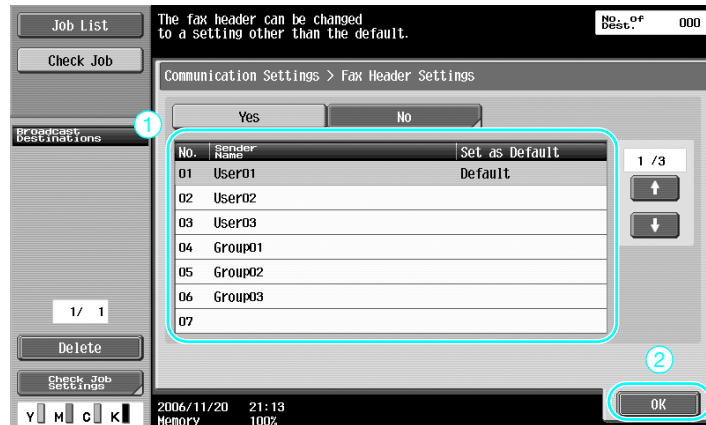 Job List
Check Job
The fax header can be changed
to a setting other than the default.
No. of
Dest.
000
Communication Settings > Fax Header Settings
Yes
No
1
Broadcast
Destinations
No.
Sender
Name
Set as Default
01 User01 Default
02 User02
03 User03
04 Group01
05 Group02
06 Group03
07
1 /3
1/ 1
Delete
Check Job
Settings
2
OK
Y M C K
2006/11/20 21:13
Memory 100%